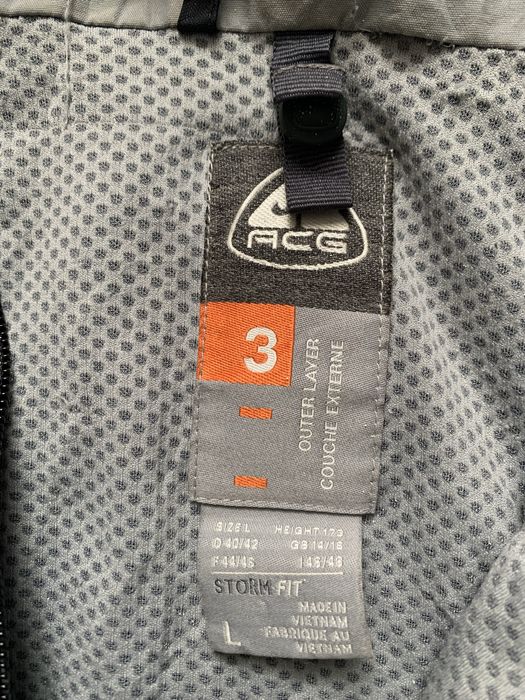 ACG
3
OUTER LAYER
COUCHE EXTERNE
SIZE L HEIGHT 173
D 40/42 GB 14/16
F 44/46 I 46/48
STORM FIT
L
MADE IN
VIETNAM
FABRIQUE AU
VIETNAM